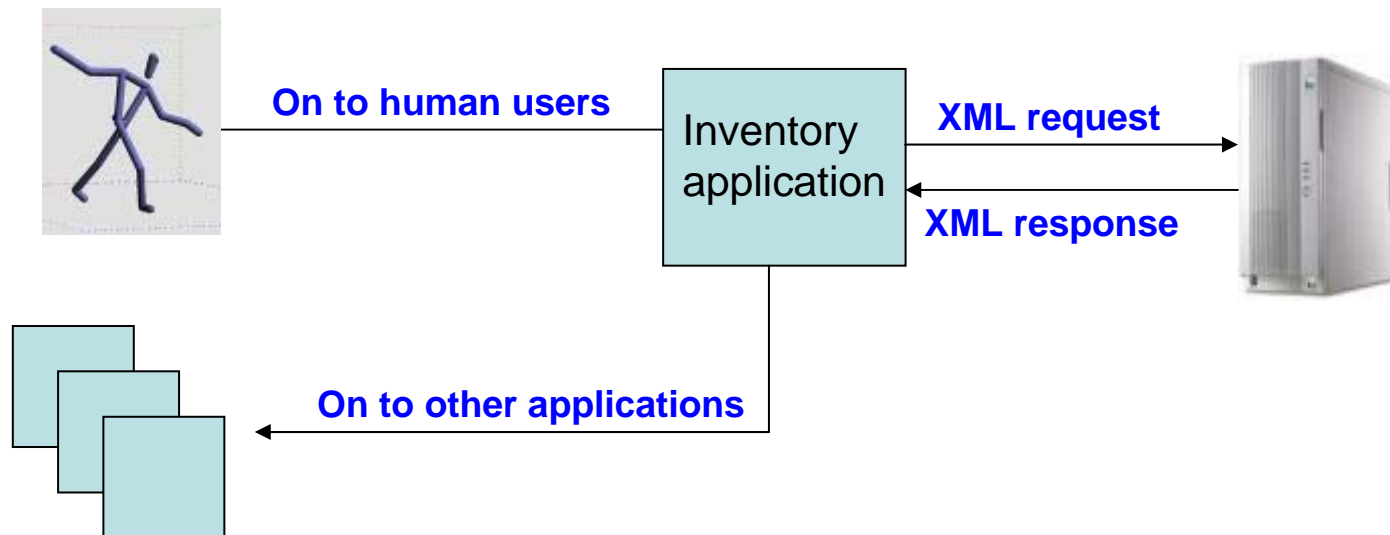 On to human users
Inventory
application
XML request
XML response
On to other applications